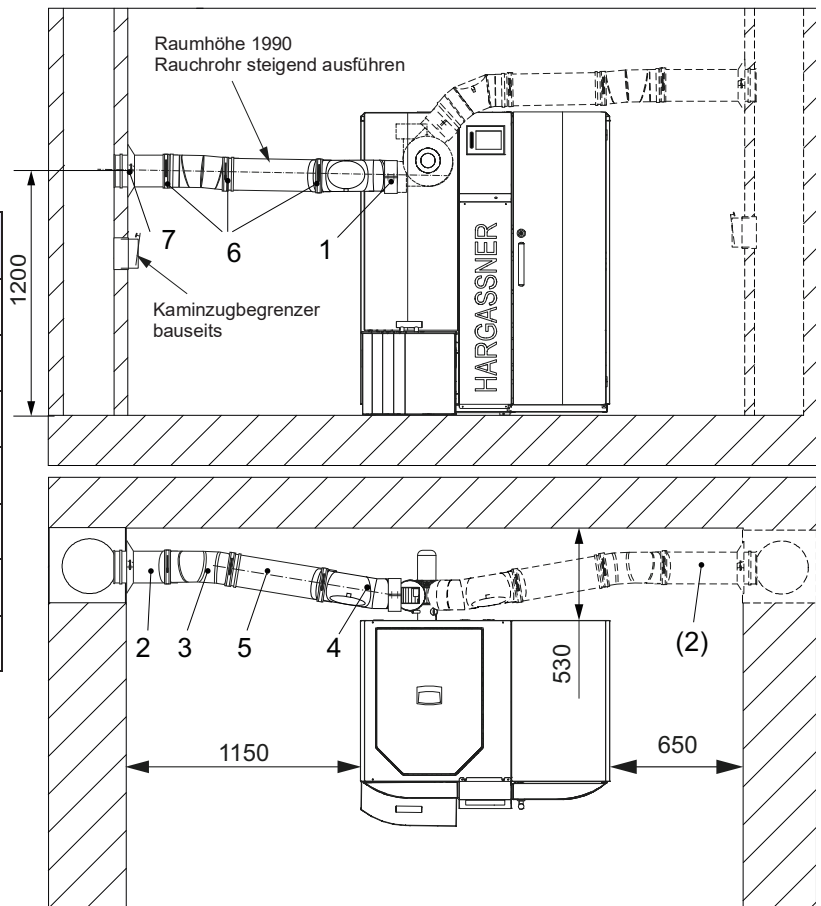 Raumhöhe 1990
Rauchrohr steigend ausführen
7
6
1
1200
Kaminzugbegrenzer
bauseits
HARGASSNER
2
3
5
4
530
(2)
1150
650